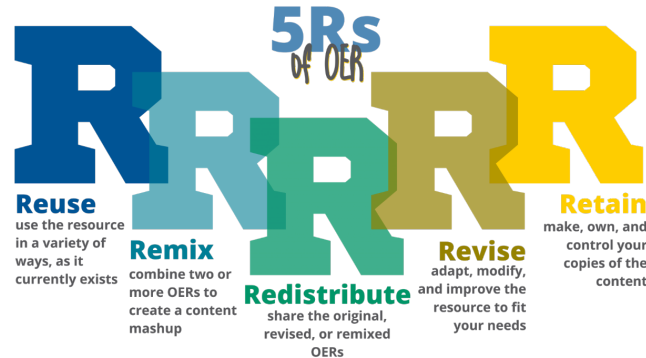 5Rs
of OER
R
R
R
R
R
Reuse
use the resource
in a variety of
ways, as it
currently exists
Remix
combine two or
more OERs to
create a content
mashup
Redistribute
share the original,
revised, or remixed
OERs
Revise
adapt, modify,
and improve the
resource to fit
your needs
Retain
make, own, and
control your
copies of the
content